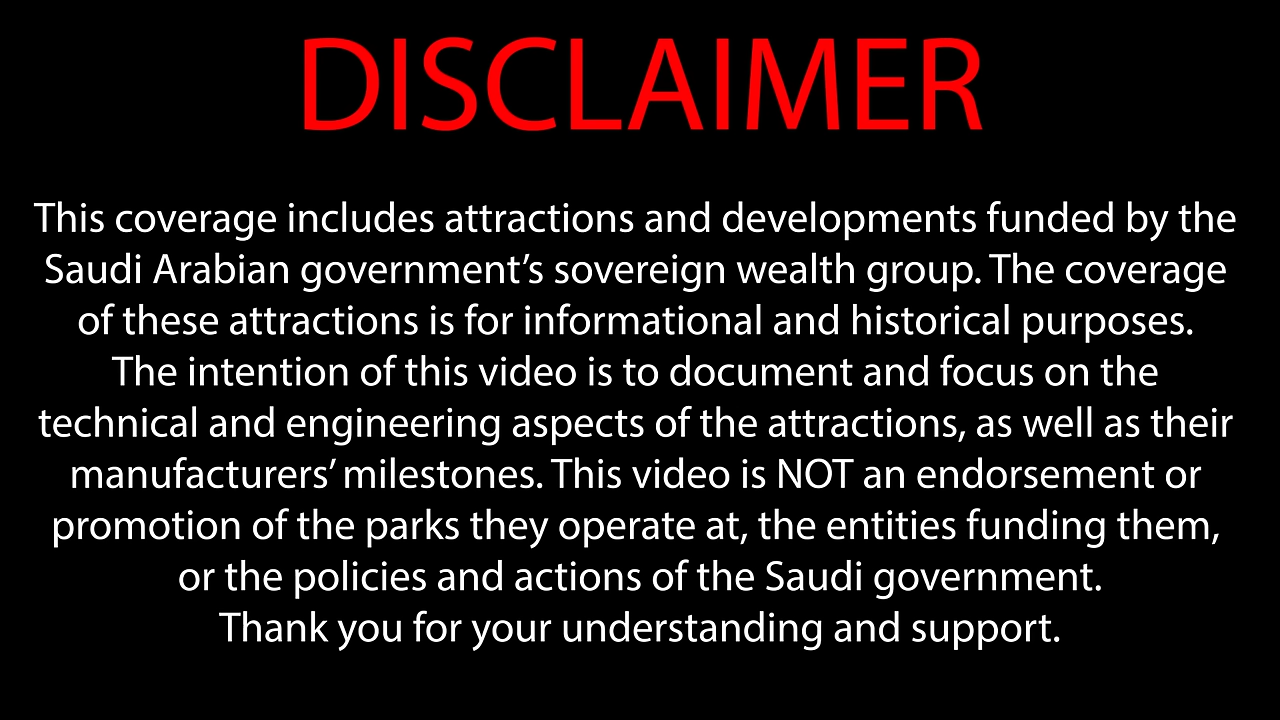 DISCLAIMER
This coverage includes attractions and developments funded by the
Saudi Arabian government’s sovereign wealth group. The coverage
of these attractions is for informational and historical purposes.
The intention of this video is to document and focus on the
technical and engineering aspects of the attractions, as well as their
manufacturers’ milestones. This video is NOT an endorsement or
promotion of the parks they operate at, the entities funding them,
or the policies and actions of the Saudi government.
Thank you for your understanding and support.